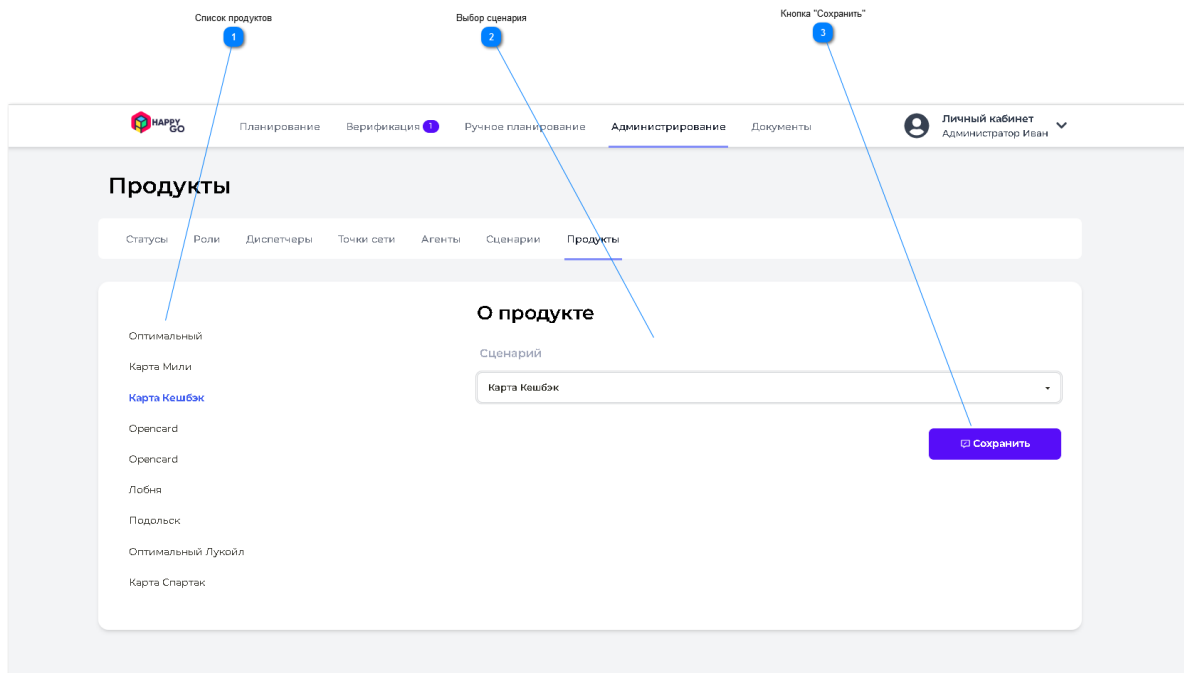 Список продуктов
Выбор сценария
Кнопка "Сохранить"
1
2
3
HAPPY GO
Планирование Верификация 1 Ручное планирование Администрирование Документы
Личный кабинет
Администратор Иван
Продукты
Статусы Роли Диспетчеры Точки сети Агенты Сценарии Продукты
О продукте
Сценарий
Карта Кешбэк
Сохранить
Оптимальный
Карта Мили
Карта Кешбэк
Opencard
Opencard
Лобня
Подольск
Оптимальный Лукойл
Карта Спартак